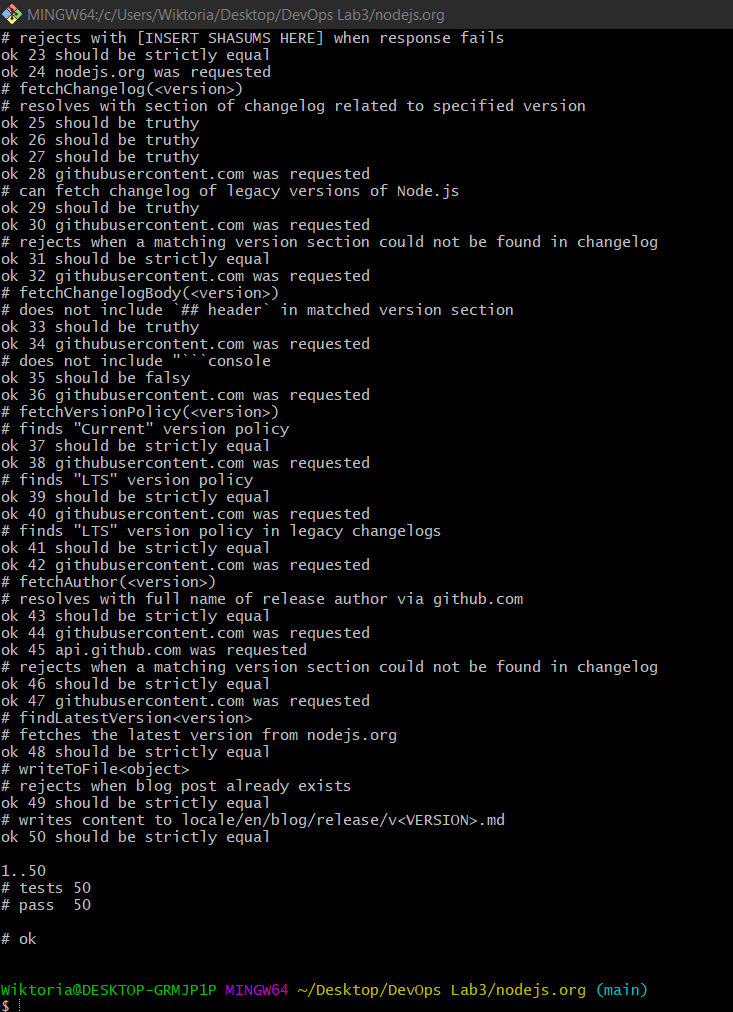 MINGW64:/c/Users/Wiktoria/Desktop/DevOps Lab3/nodejs.org
# rejects with [INSERT SHASUMS HERE] when response fails
ok 23 should be strictly equal
ok 24 nodejs.org was requested
# fetchChangelog(<version>)
# resolves with section of changelog related to specified version
ok 25 should be truthy
ok 26 should be truthy
ok 27 should be truthy
ok 28 githubusercontent.com was requested
# can fetch changelog of legacy versions of Node.js
ok 29 should be truthy
ok 30 githubusercontent.com was requested
# rejects when a matching version section could not be found in changelog
ok 31 should be strictly equal
ok 32 githubusercontent.com was requested
# fetchChangelogBody(<version>)
# does not include `## header` in matched version section
ok 33 should be truthy
ok 34 githubusercontent.com was requested
# does not include "```console
ok 35 should be falsy
ok 36 githubusercontent.com was requested
# fetchVersionPolicy(<version>)
# finds "Current" version policy
ok 37 should be strictly equal
ok 38 githubusercontent.com was requested
# finds "LTS" version policy
ok 39 should be strictly equal
ok 40 githubusercontent.com was requested
# finds "LTS" version policy in legacy changelogs
ok 41 should be strictly equal
ok 42 githubusercontent.com was requested
# fetchAuthor(<version>)
# resolves with full name of release author via github.com
ok 43 should be strictly equal
ok 44 githubusercontent.com was requested
ok 45 api.github.com was requested
# rejects when a matching version section could not be found in changelog
ok 46 should be strictly equal
ok 47 githubusercontent.com was requested
# findLatestVersion<version>
# fetches the latest version from nodejs.org
ok 48 should be strictly equal
# writeToFile<object>
# rejects when blog post already exists
ok 49 should be strictly equal
# writes content to locale/en/blog/release/v<VERSION>.md
ok 50 should be strictly equal
1..50
# tests 50
# pass  50
# ok
Wiktoria@DESKTOP-GRMJP1P MINGW64 ~/Desktop/DevOps Lab3/nodejs.org (main)
$